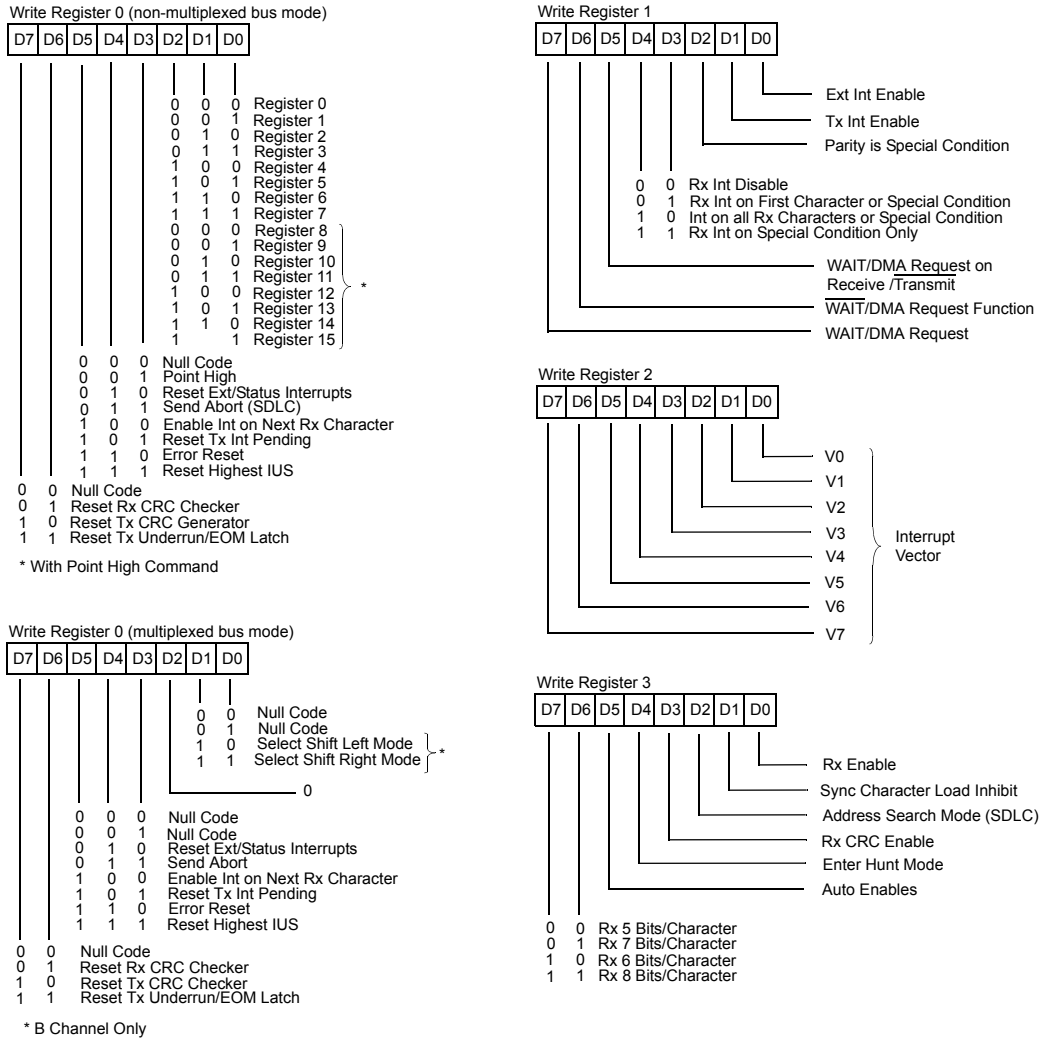 Write Register 0 (non-multiplexed bus mode)
D7 D6 D5 D4 D3 D2 D1 D0
0 0 0 Register 0
0 0 1 Register 1
0 1 0 Register 2
0 1 1 Register 3
1 0 0 Register 4
1 0 1 Register 5
1 1 0 Register 6
1 1 1 Register 7
0 0 0 Register 8
0 0 1 Register 9
0 1 0 Register 10
0 1 1 Register 11
*
1 0 0 Register 12
1 0 1 Register 13
1 1 0 Register 14
1 1 Register 15
0 0 0 Null Code
0 0 1 Point High
0 1 0 Reset Ext/Status Interrupts
0 1 1 Send Abort (SDLC)
1 0 0 Enable Int on Next Rx Character
1 0 1 Reset Tx Int Pending
1 1 0 Error Reset
1 1 1 Reset Highest IUS
0 0 Null Code
0 1 Reset Rx CRC Checker
1 0 Reset Tx CRC Generator
1 1 Reset Tx Underrun/EOM Latch
* With Point High Command
Write Register 0 (multiplexed bus mode)
D7 D6 D5 D4 D3 D2 D1 D0
0 0 Null Code
0 1 Null Code
1 0 Select Shift Left Mode
*
1 1 Select Shift Right Mode
0
0 0 0 Null Code
0 0 1 Null Code
0 1 0 Reset Ext/Status Interrupts
0 1 1 Send Abort
1 0 0 Enable Int on Next Rx Character
1 0 1 Reset Tx Int Pending
1 1 0 Error Reset
1 1 1 Reset Highest IUS
0 0 Null Code
0 1 Reset Rx CRC Checker
1 0 Reset Tx CRC Checker
1 1 Reset Tx Underrun/EOM Latch
* B Channel Only
Write Register 1
D7 D6 D5 D4 D3 D2 D1 D0
Ext Int Enable
Tx Int Enable
Parity is Special Condition
0 0 Rx Int Disable
0 1 Rx Int on First Character or Special Condition
1 0 Int on all Rx Characters or Special Condition
1 1 Rx Int on Special Condition Only
WAIT/DMA Request on
Receive /Transmit
WAIT/DMA Request Function
WAIT/DMA Request
Write Register 2
D7 D6 D5 D4 D3 D2 D1 D0
V0
V1
V2
V3
Interrupt
Vector
V4
V5
V6
V7
Write Register 3
D7 D6 D5 D4 D3 D2 D1 D0
Rx Enable
Sync Character Load Inhibit
Address Search Mode (SDLC)
Rx CRC Enable
Enter Hunt Mode
Auto Enables
0 0 Rx 5 Bits/Character
0 1 Rx 7 Bits/Character
1 0 Rx 6 Bits/Character
1 1 Rx 8 Bits/Character